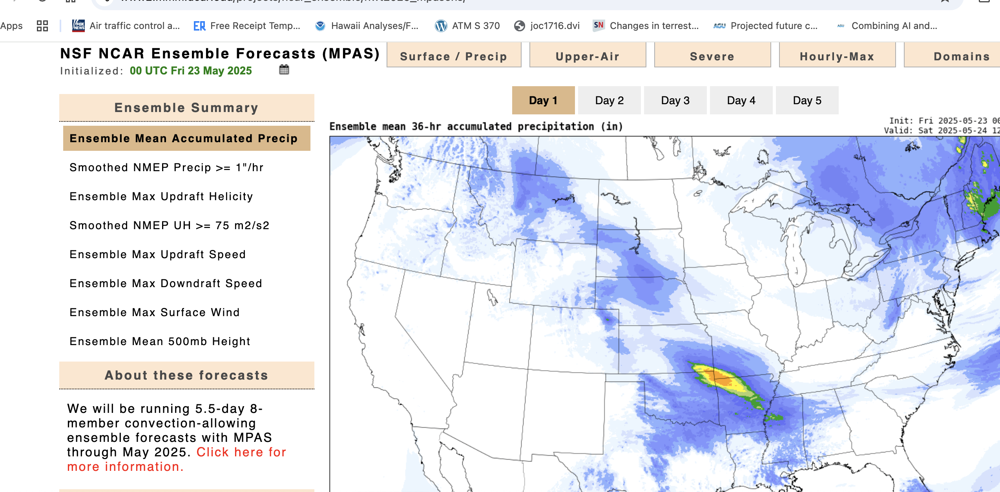 Apps
Air traffic control a...
Free Receipt Temp...
Hawaii Analyses/F...
ATM S 370
joc1716.dvi
SN
Changes in terrest...
AGU
Projected future c...
AGU
Combining AI and...
FOX NEWS
ER
NSF NCAR Ensemble Forecasts (MPAS)
Surface / Precip
Upper-Air
Severe
Hourly-Max
Domains
Initialized: 00 UTC Fri 23 May 2025
Day 1
Day 2
Day 3
Day 4
Day 5
Ensemble Summary
Ensemble Mean Accumulated Precip
Smoothed NMEP Precip >= 1"/hr
Ensemble Max Updraft Helicity
Smoothed NMEP UH >= 75 m2/s2
Ensemble Max Updraft Speed
Ensemble Max Downdraft Speed
Ensemble Max Surface Wind
Ensemble Mean 500mb Height
About these forecasts
We will be running 5.5-day 8-
member convection-allowing
ensemble forecasts with MPAS
through May 2025. Click here for
more information.
Ensemble mean 36-hr accumulated precipitation (in)
Init: Fri 2025-05-23 00
Valid: Sat 2025-05-24 12